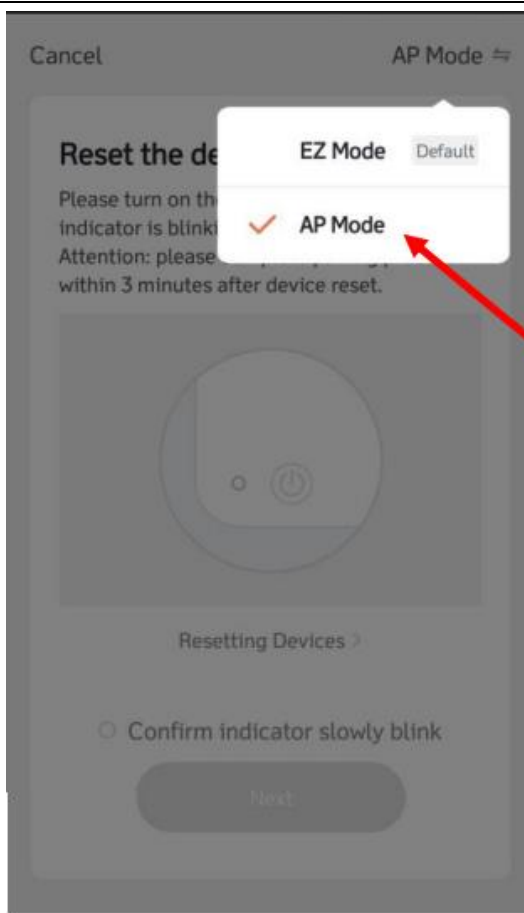 Cancel
AP Mode
Reset the de
EZ Mode Default
Please turn on th
indicator is blinki
AP Mode
Attention: please
within 3 minutes after device reset.
Resetting Devices >
Confirm indicator slowly blink
Next